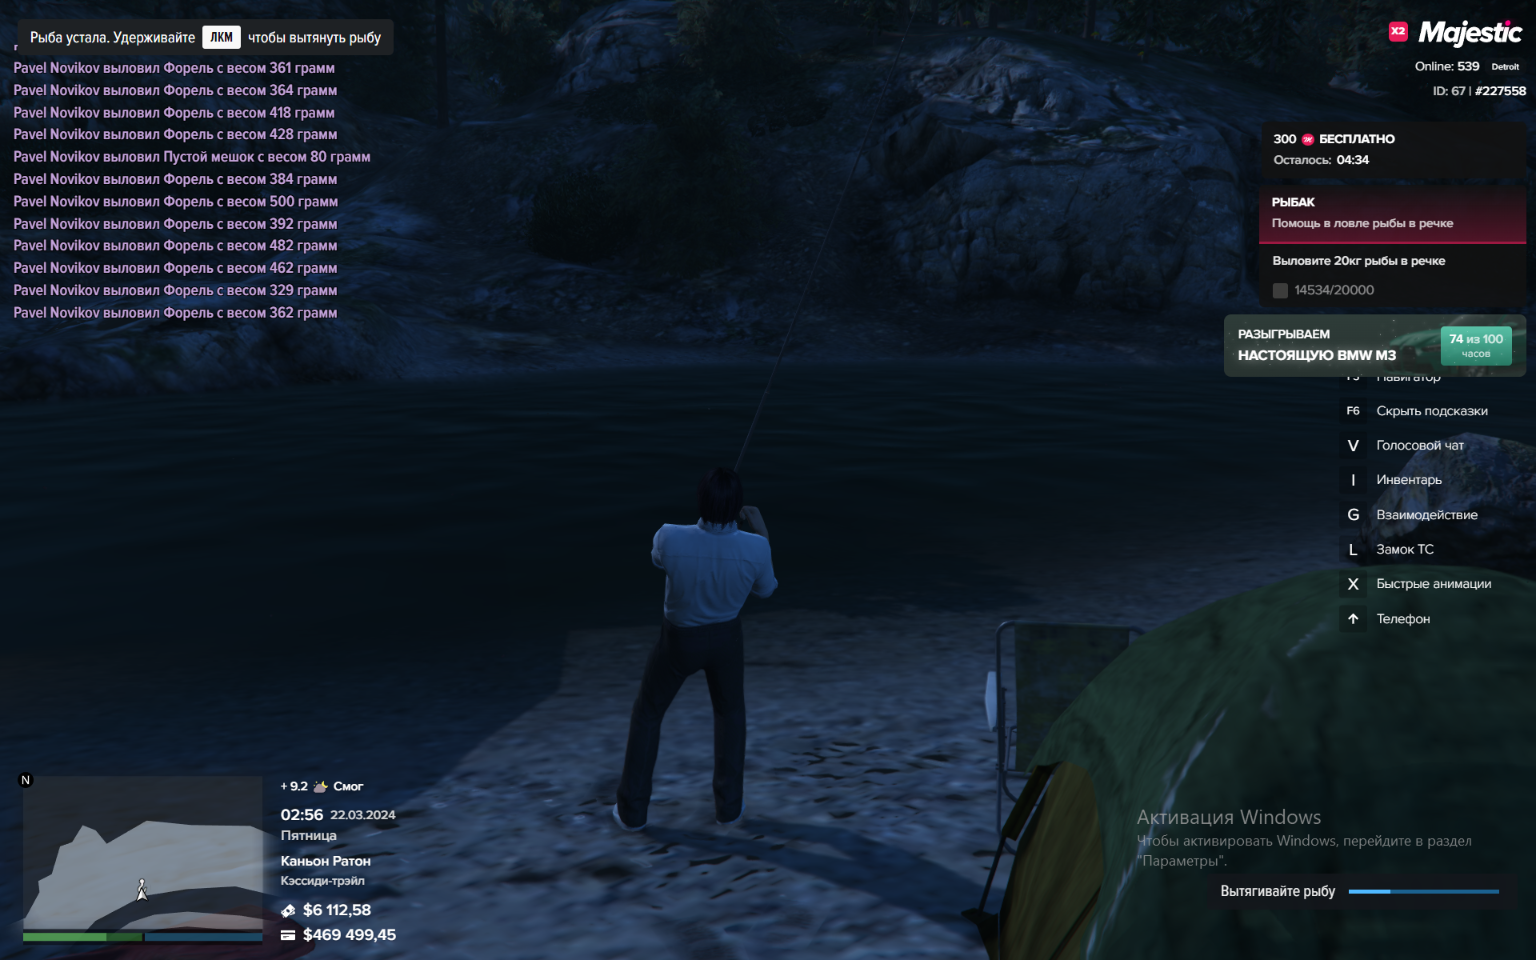 Рыба устала. Удерживайте ЛКМ чтобы вытянуть рыбу
Pavel Novikov выловил Форель с весом 361 грамм
Pavel Novikov выловил Форель с весом 364 грамм
Pavel Novikov выловил Форель с весом 418 грамм
Pavel Novikov выловил Форель с весом 428 грамм
Pavel Novikov выловил Пустой мешок с весом 80 грамм
Pavel Novikov выловил Форель с весом 384 грамм
Pavel Novikov выловил Форель с весом 500 грамм
Pavel Novikov выловил Форель с весом 392 грамм
Pavel Novikov выловил Форель с весом 482 грамм
Pavel Novikov выловил Форель с весом 462 грамм
Pavel Novikov выловил Форель с весом 329 грамм
Pavel Novikov выловил Форель с весом 362 грамм
X2 Majestic
Online: 539 Detroit
ID: 67 | #227558
300 БЕСПЛАТНО
Осталось: 04:34
РЫБАК
Помощь в ловле рыбы в речке
Выловите 20кг рыбы в речке
14534/20000
РАЗЫГРЫВАЕМ
НАСТОЯЩУЮ BMW M3
74 из 100
часов
Навигатор
F6 Скрыть подсказки
V Голосовой чат
I Инвентарь
G Взаимодействие
L Замок ТС
X Быстрые анимации
Телефон
N
+9.2 Смог
02:56 22.03.2024
Пятница
Каньон Ратон
Кэссиди-трэйл
$6 112,58
$469 499,45
Активация Windows
Чтобы активировать Windows, перейдите в раздел
"Параметры".
Вытягивайте рыбу